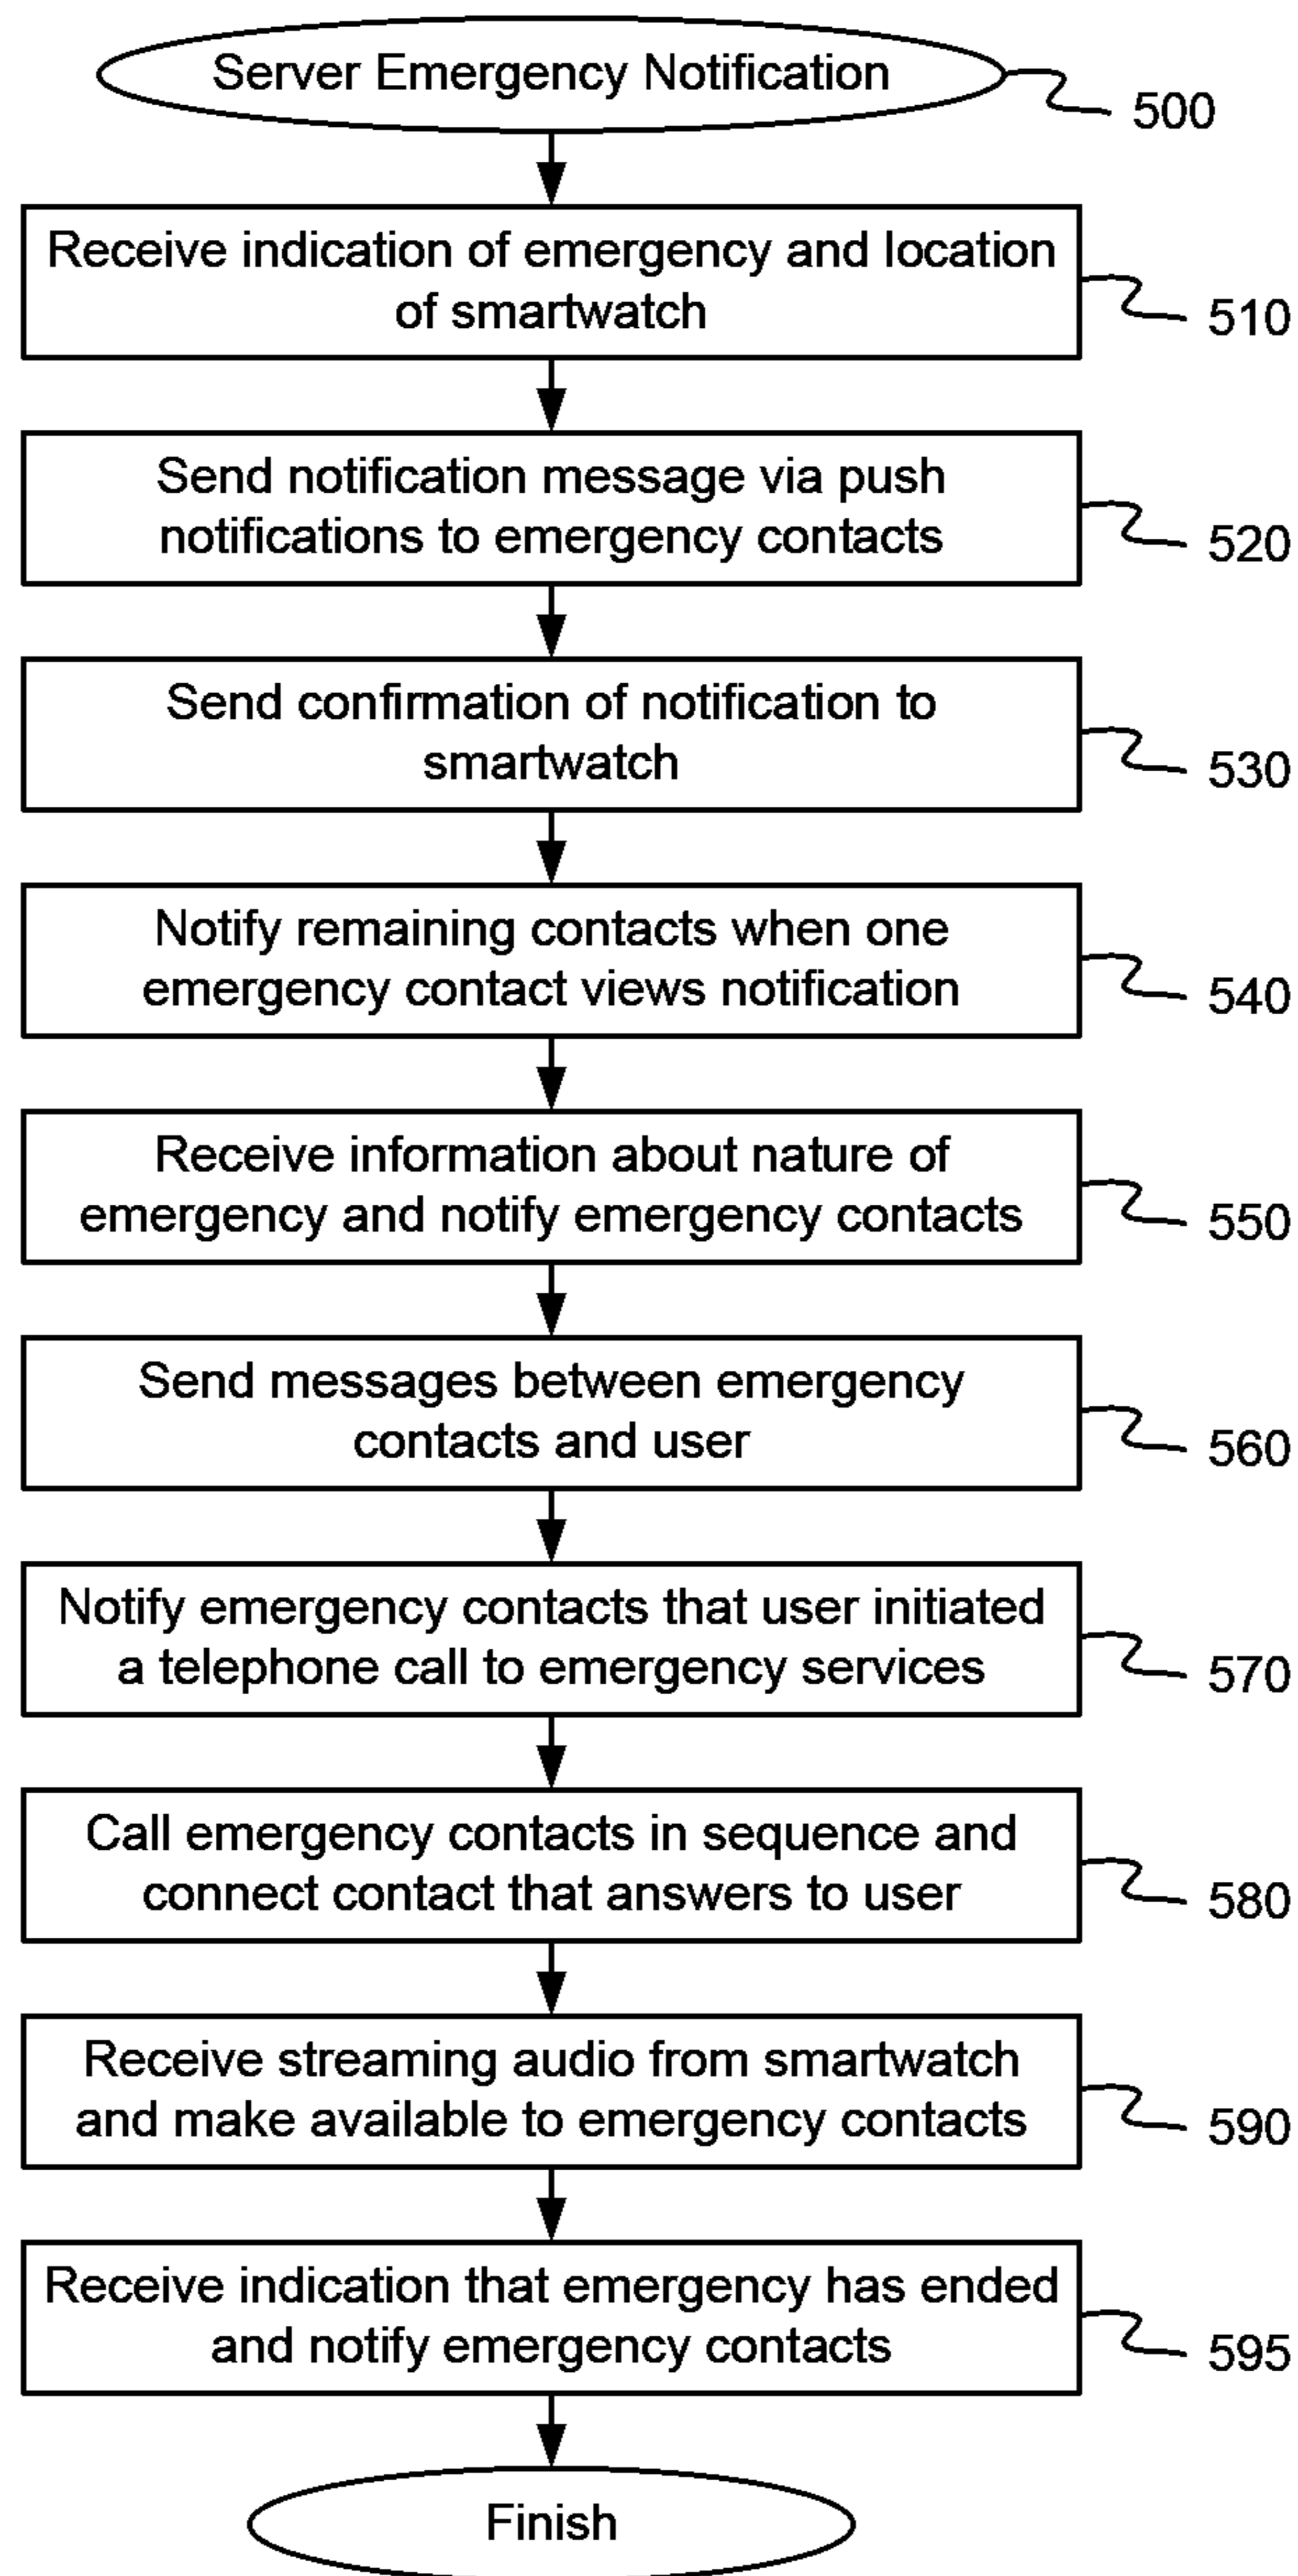 Server Emergency Notification
500
Receive indication of emergency and location
of smartwatch
510
Send notification message via push
notifications to emergency contacts
520
Send confirmation of notification to
smartwatch
530
Notify remaining contacts when one
emergency contact views notification
540
Receive information about nature of
emergency and notify emergency contacts
550
Send messages between emergency
contacts and user
560
Notify emergency contacts that user initiated
a telephone call to emergency services
570
Call emergency contacts in sequence and
connect contact that answers to user
580
Receive streaming audio from smartwatch
and make available to emergency contacts
590
Receive indication that emergency has ended
and notify emergency contacts
595
Finish